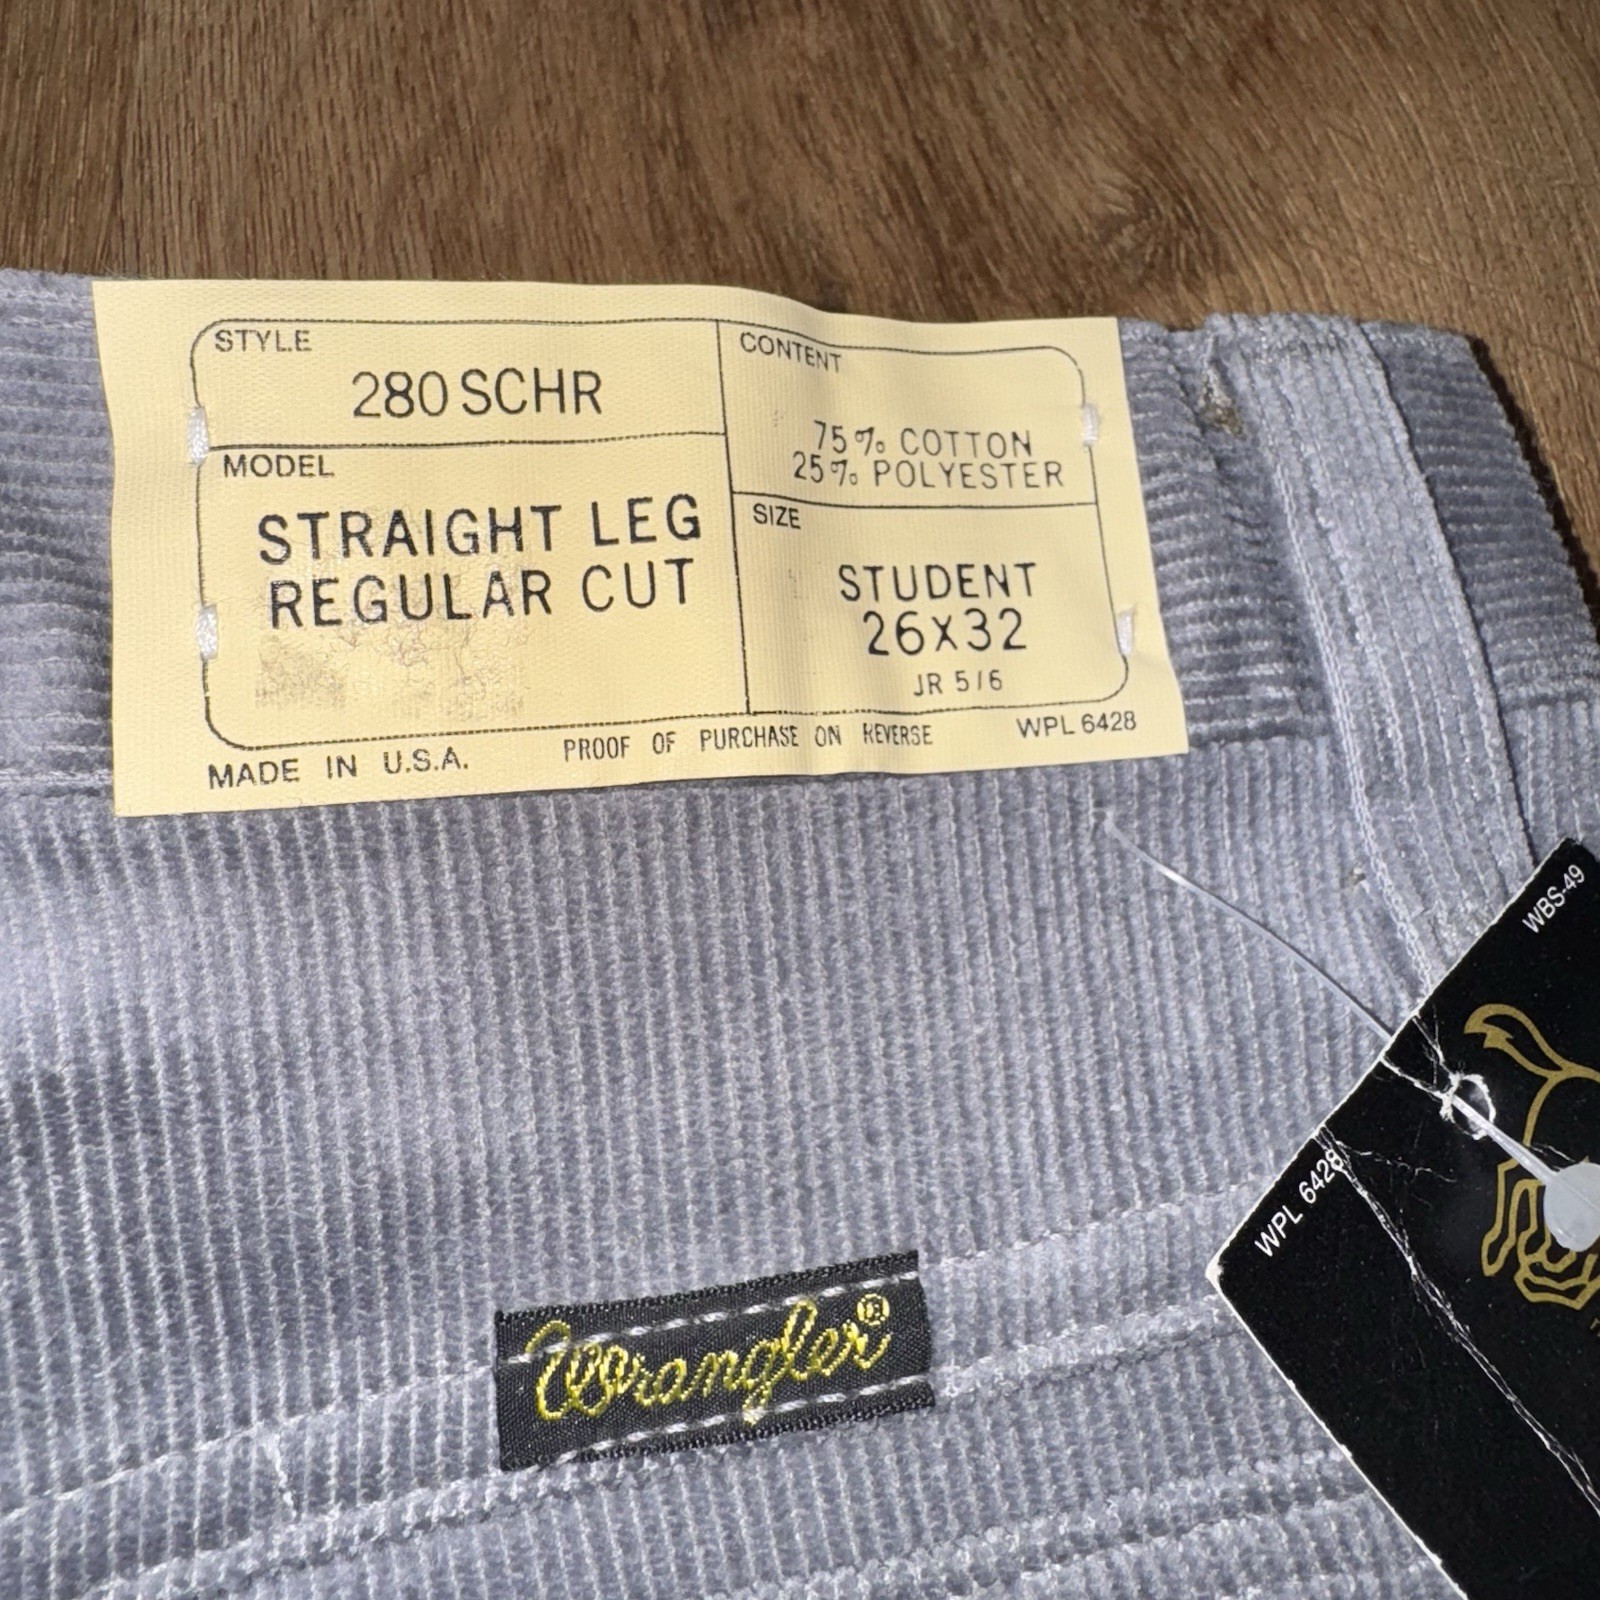 STYLE
280 SCHR
MODEL
STRAIGHT LEG
REGULAR CUT
CONTENT
75% COTTON
25% POLYESTER
SIZE
STUDENT
26X32
JR 5/6
MADE IN U.S.A.
PROOF OF PURCHASE ON REVERSE
WPL 6428
WBS-49
WPL 6428
Wrangler®